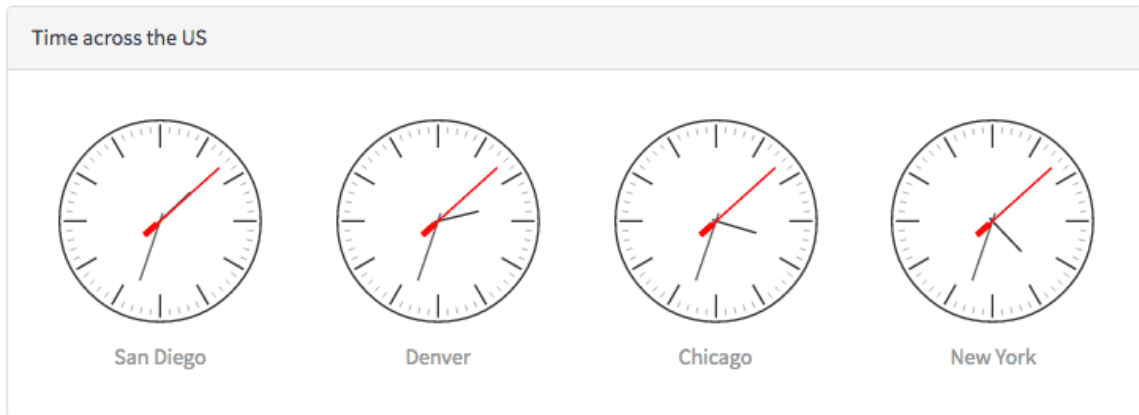 Time across the US
San Diego
Denver
Chicago
New York